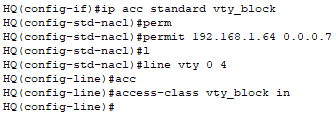 HQ(config-if)#ip acc standard vty_block
HQ(config-std-nacl)#perm
HQ(config-std-nacl)#permit 192.168.1.64 0.0.0.7
HQ(config-std-nacl)#l
HQ(config-std-nacl)#line vty 0 4
HQ(config-line)#acc
HQ(config-line)#access-class vty_block in
HQ(config-line)#